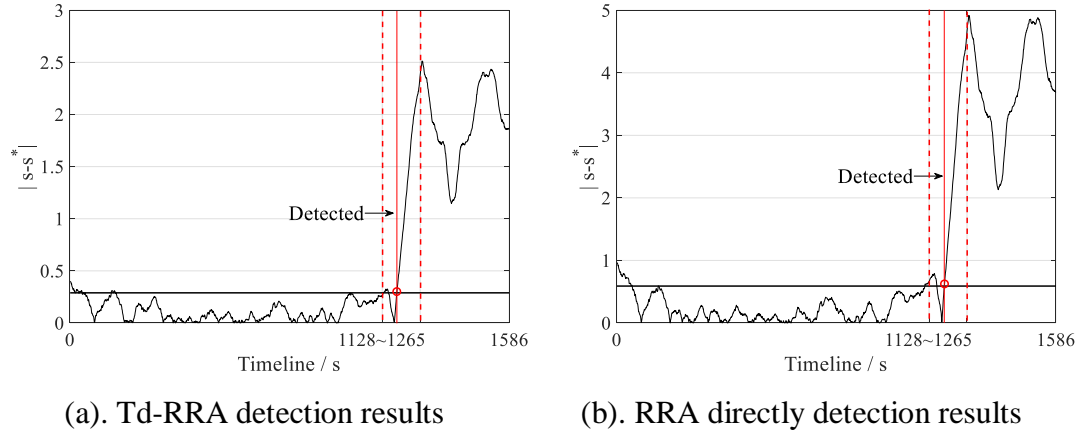 3
2.5
2
1.5
1
0.5
0
| s-s* |
Detected
0
1128~1265
1586
Timeline / s
(a). Td-RRA detection results
5
4
3
2
1
0
| s-s* |
Detected
0
1128~1265
1586
Timeline / s
(b). RRA directly detection results